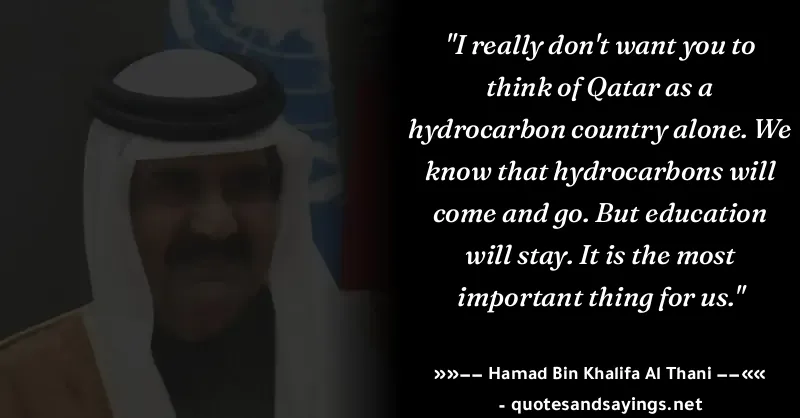 "I really don't want you to
think of Qatar as a
hydrocarbon country alone. We
know that hydrocarbons will
come and go. But education
will stay. It is the most
important thing for us."
»»—— Hamad Bin Khalifa Al Thani ——««
- quotesandsayings.net